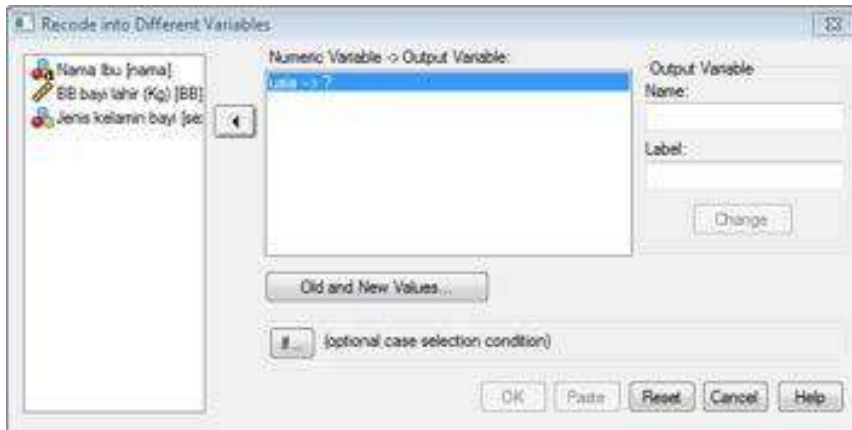 Recode into Different Variables
Nama Ibu [nama]
BB bayi lahir (Kg) [BB]
Jenis kelamin bayi [se:
Numeric Variable -> Output Variable:
usia -> ?
Output Variable
Name:
Label:
Change
Old and New Values...
If... (optional case selection condition)
OK Paste Reset Cancel Help